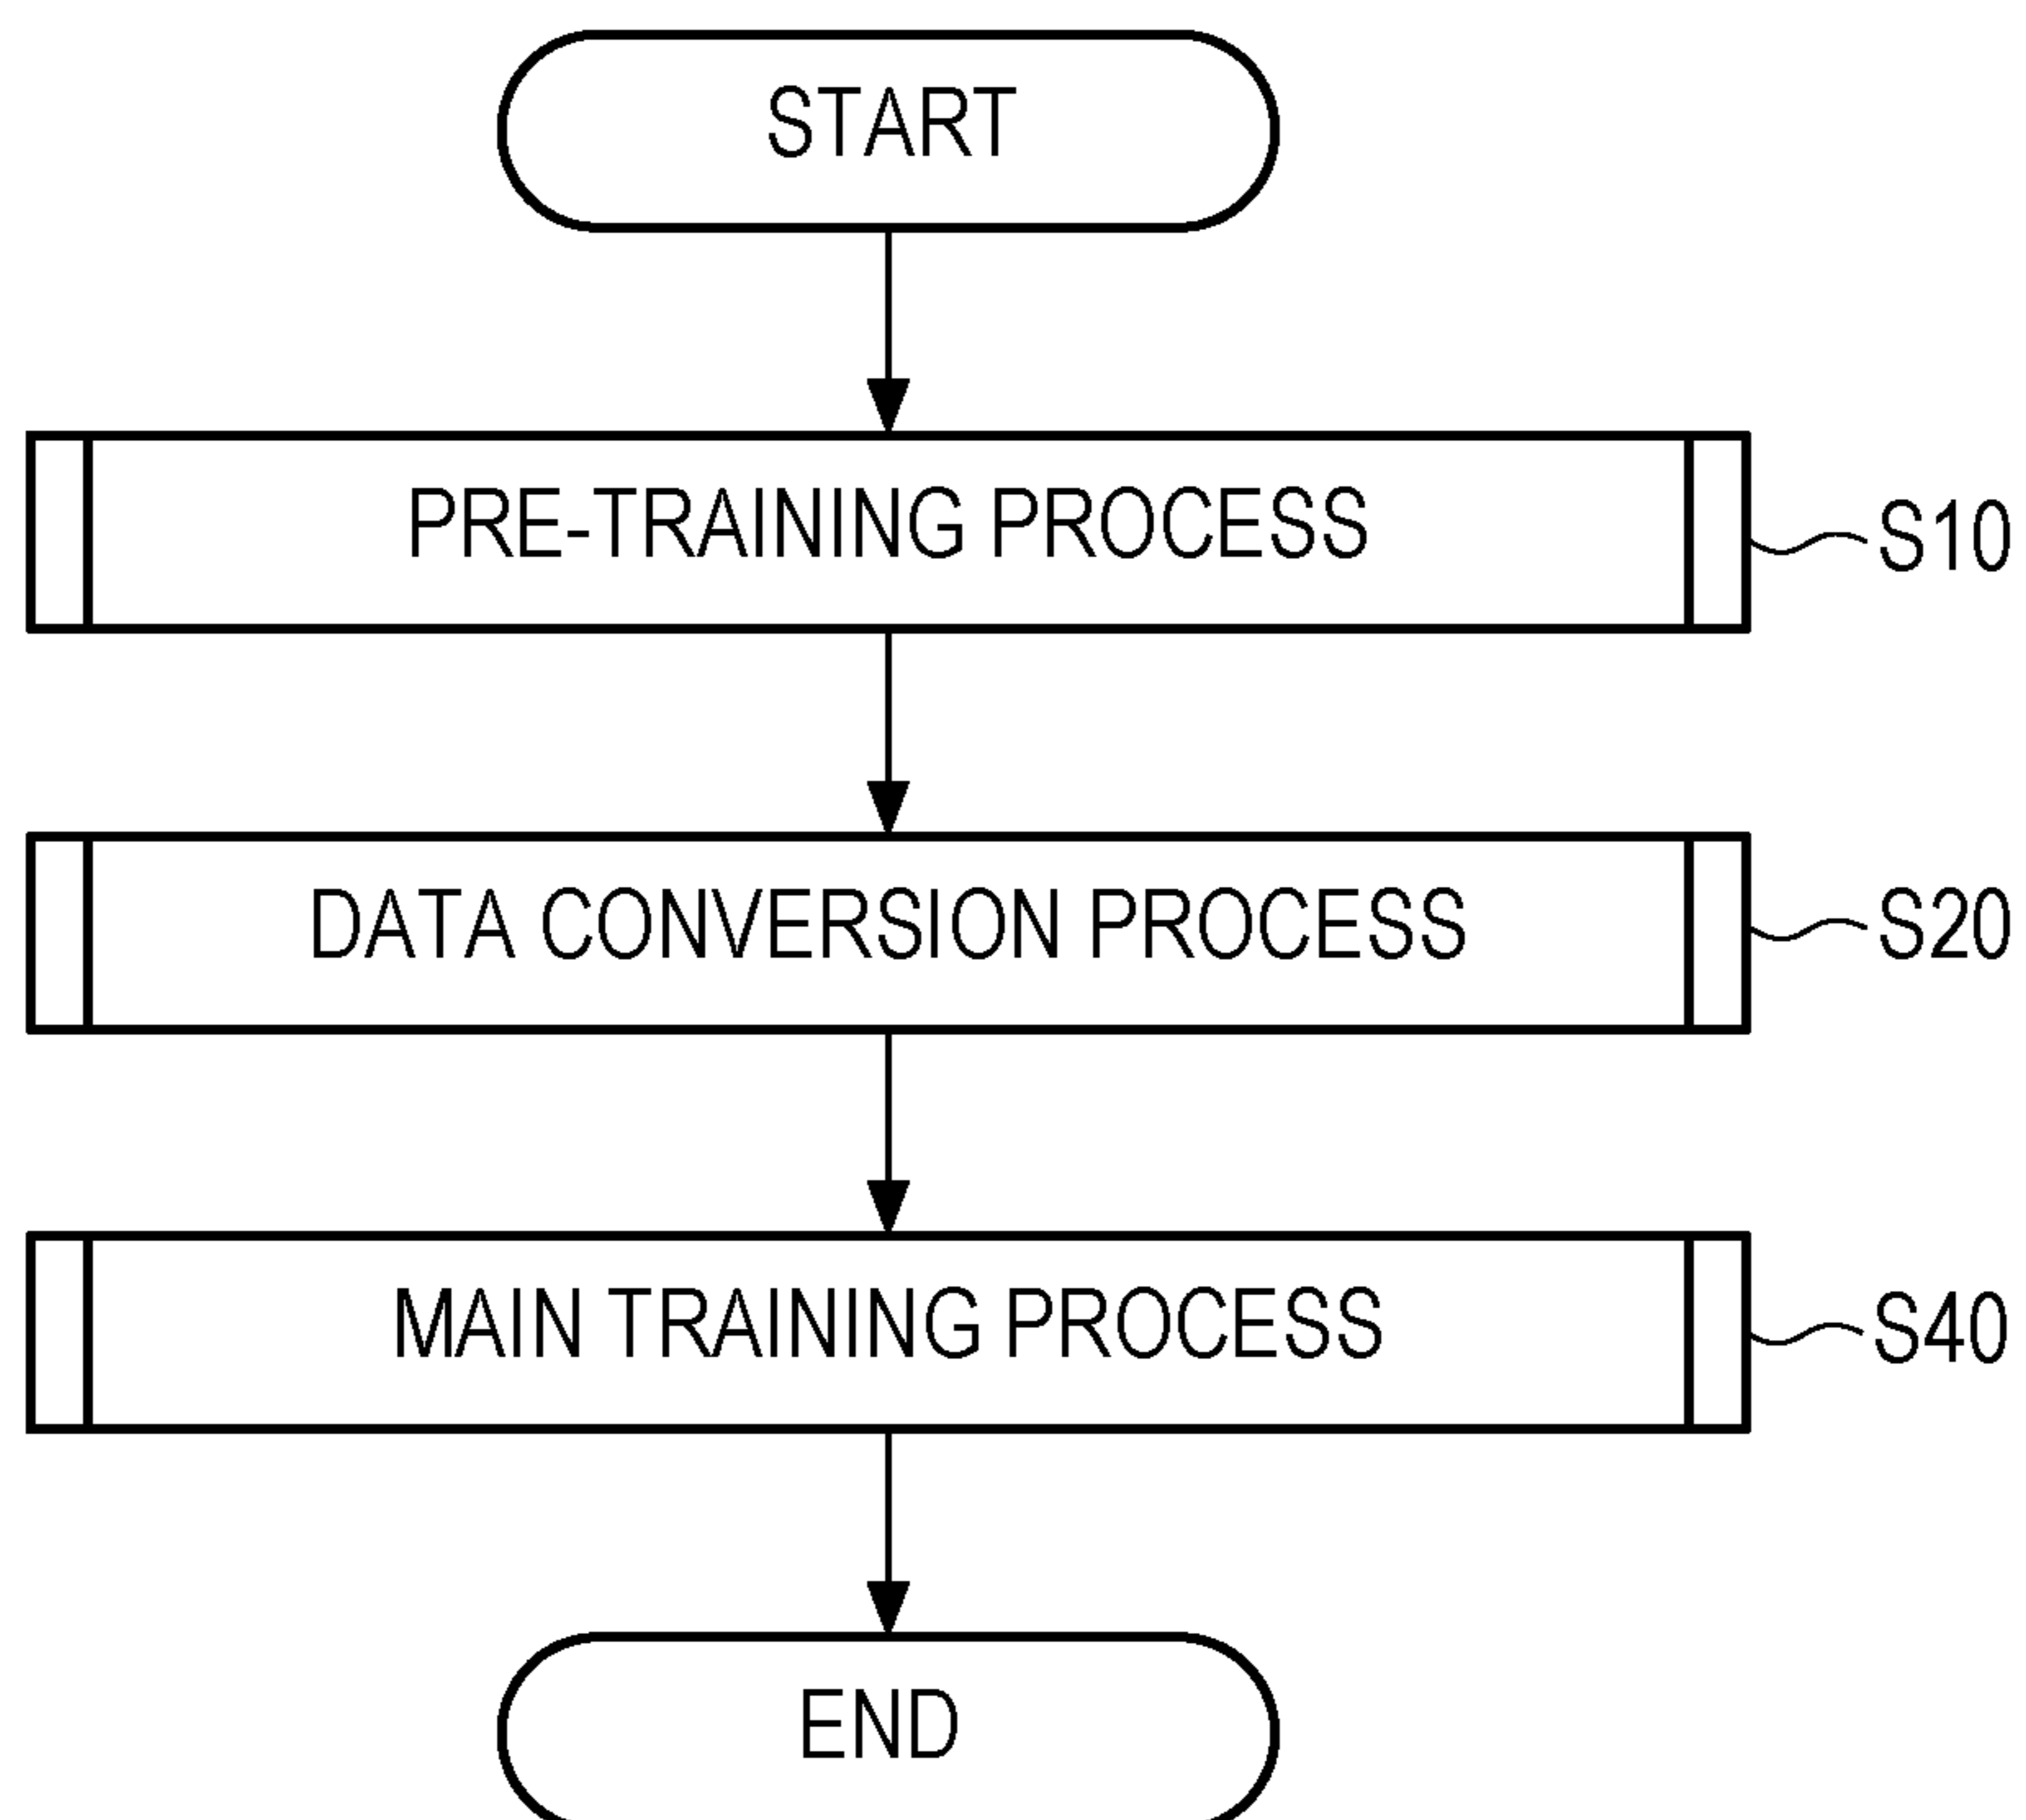 START
PRE-TRAINING PROCESS
S10
DATA CONVERSION PROCESS
S20
MAIN TRAINING PROCESS
S40
END